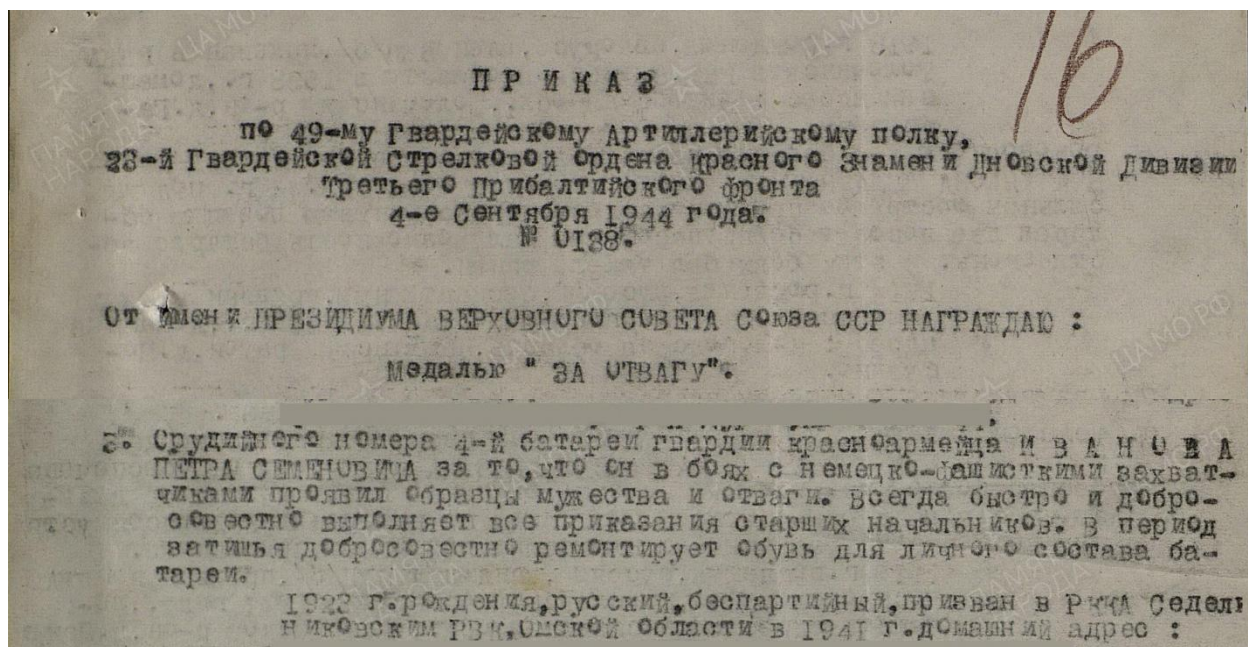 16
ПРИКАЗ
по 49-му Гвардейскому Артиллерийскому полку,
23-й Гвардейской Стрелковой ордена красного Знамени Дновской Дивизии
Третьего Прибалтийского фронта
4-е Сентября 1944 года.
№ 0138.
От имени ПРЕЗИДИУМА ВЕРХОВНОГО СОВЕТА Союза ССР НАГРАЖДАЮ :
Медалью " ЗА ОТВАГУ".
3. Орудийного номера 4-й батареи гвардии красноармейца И В А Н О В А
ПЕТРА СЕМЕНОВИЧА за то,что он в боях с немецко-фашисткими захват-
чиками проявил образцы мужества и отваги. Всегда быстро и добро-
совестно выполняет все приказания старших начальников. В период
затишья добросовестно ремонтирует обувь для личного состава ба-
тареи.
1923 г.рождения,русский,беспартийный,призван в РККА Седель
никовским РВК,Омской области в 1941 г.домашний адрес :